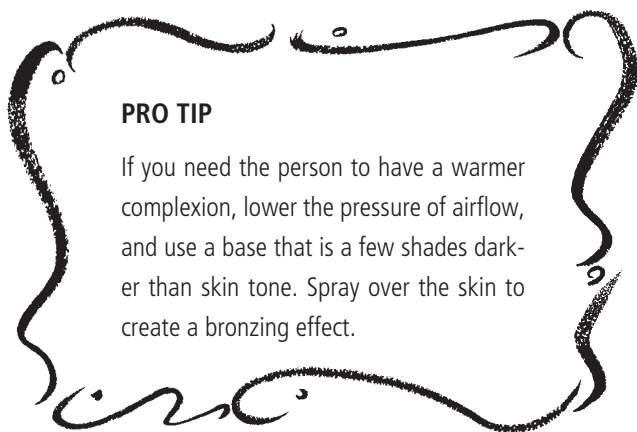 PRO TIP
If you need the person to have a warmer
complexion, lower the pressure of airflow,
and use a base that is a few shades dark-
er than skin tone. Spray over the skin to
create a bronzing effect.